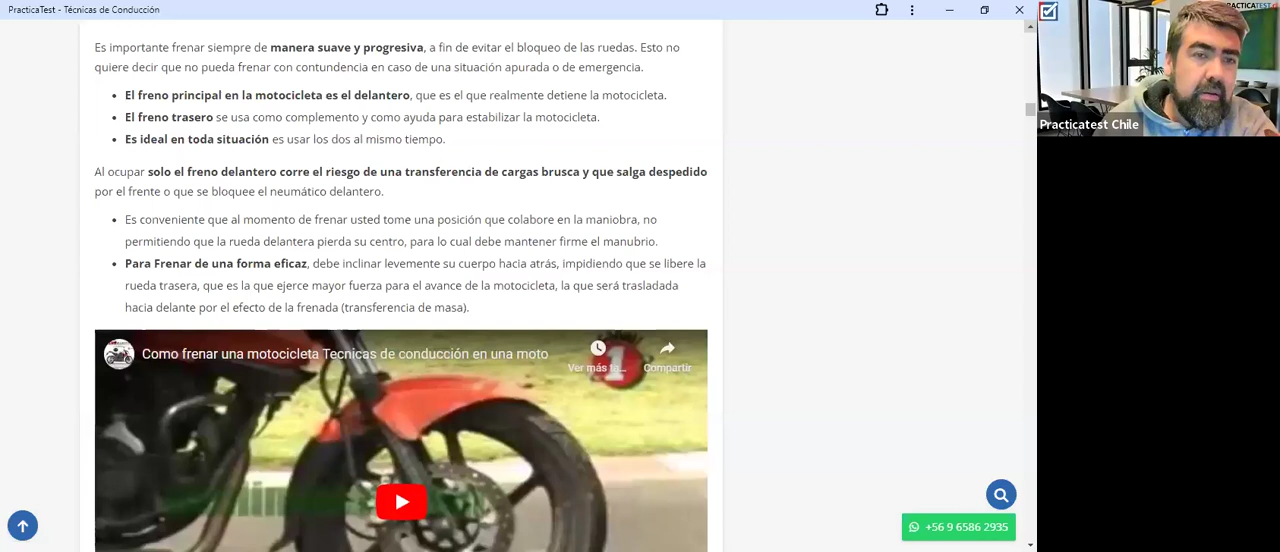 PracticaTest - Técnicas de Conducción
PRACTICATEST
Es importante frenar siempre de manera suave y progresiva, a fin de evitar el bloqueo de las ruedas. Esto no
quiere decir que no pueda frenar con contundencia en caso de una situación apurada o de emergencia.
• El freno principal en la motocicleta es el delantero, que es el que realmente detiene la motocicleta.
• El freno trasero se usa como complemento y como ayuda para estabilizar la motocicleta.
• Es ideal en toda situación es usar los dos al mismo tiempo.
Practicatest Chile
Al ocupar solo el freno delantero corre el riesgo de una transferencia de cargas brusca y que salga despedido
por el frente o que se bloquee el neumático delantero.
• Es conveniente que al momento de frenar usted tome una posición que colabore en la maniobra, no
permitiendo que la rueda delantera pierda su centro, para lo cual debe mantener firme el manubrio.
• Para Frenar de una forma eficaz, debe inclinar levemente su cuerpo hacia atrás, impidiendo que se libere la
rueda trasera, que es la que ejerce mayor fuerza para el avance de la motocicleta, la que será trasladada
hacia delante por el efecto de la frenada (transferencia de masa).
Como frenar una motocicleta Tecnicas de conducción en una moto
1
Ver más ta...
Compartir
+56 9 6586 2935